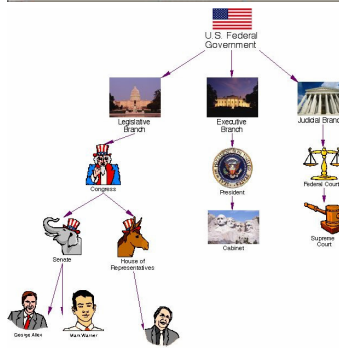 U.S. Federal
Government
Legislative
Branch
Executive
Branch
Judicial Branc
Congress
President
Federal Court
Senate
House of
Representatives
Cabinet
Supreme
Court
George Allen
Mark Warner